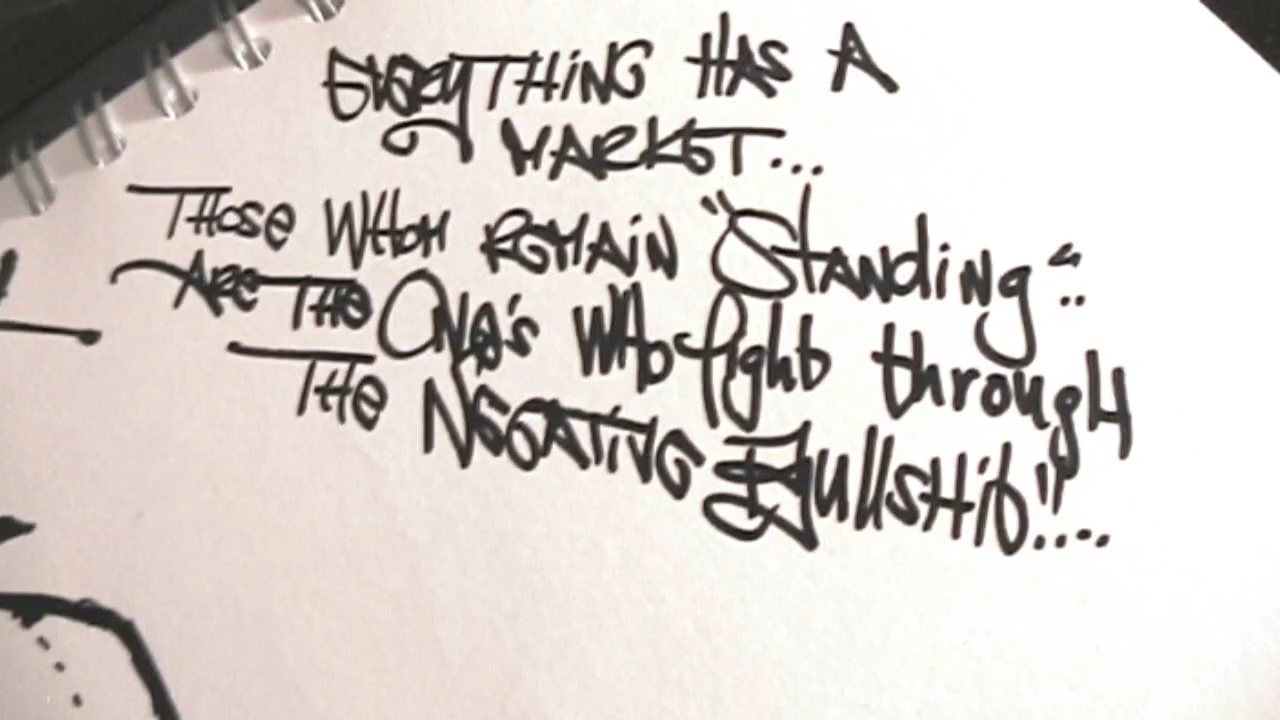 EVERYTHING HAS A
MARKET...
THOSE WHOM REMAIN "Standing"..
ARE THE ONE'S WHO fight through
THE NEGATIVE Bullshit"....